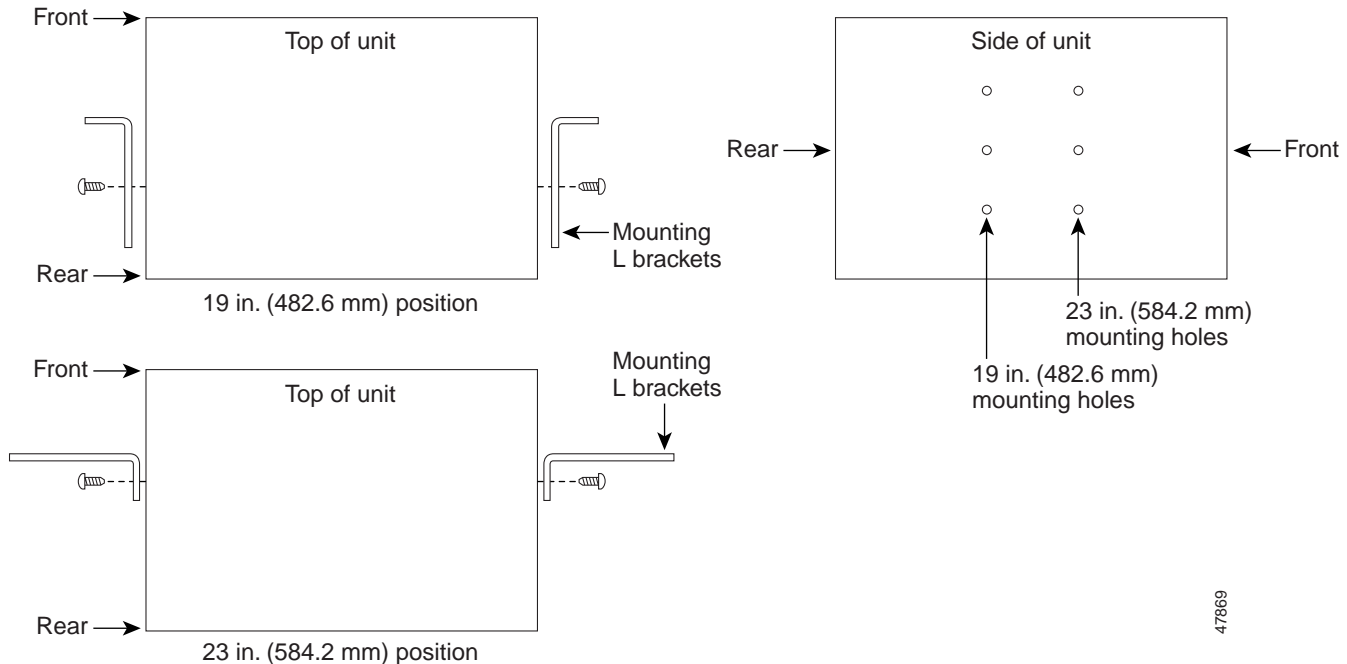 Front
Top of unit
Mounting
L brackets
Rear
19 in. (482.6 mm) position
Side of unit
Rear
Front
23 in. (584.2 mm)
mounting holes
19 in. (482.6 mm)
mounting holes
Front
Top of unit
Mounting
L brackets
Rear
23 in. (584.2 mm) position
47869